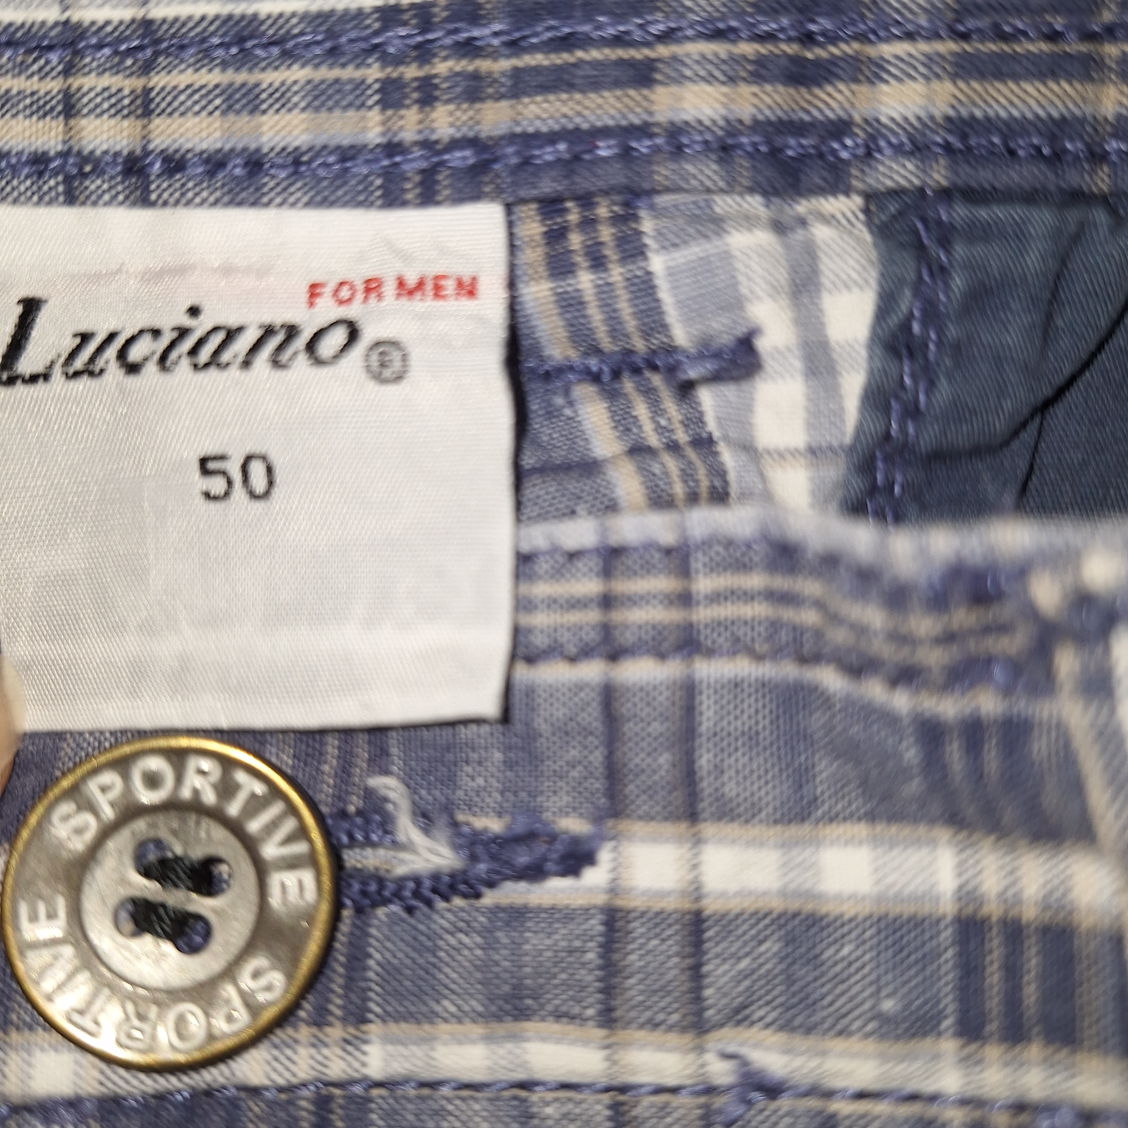 FOR MEN
Luciano®
50
SPORTIVE
SPORTIVE